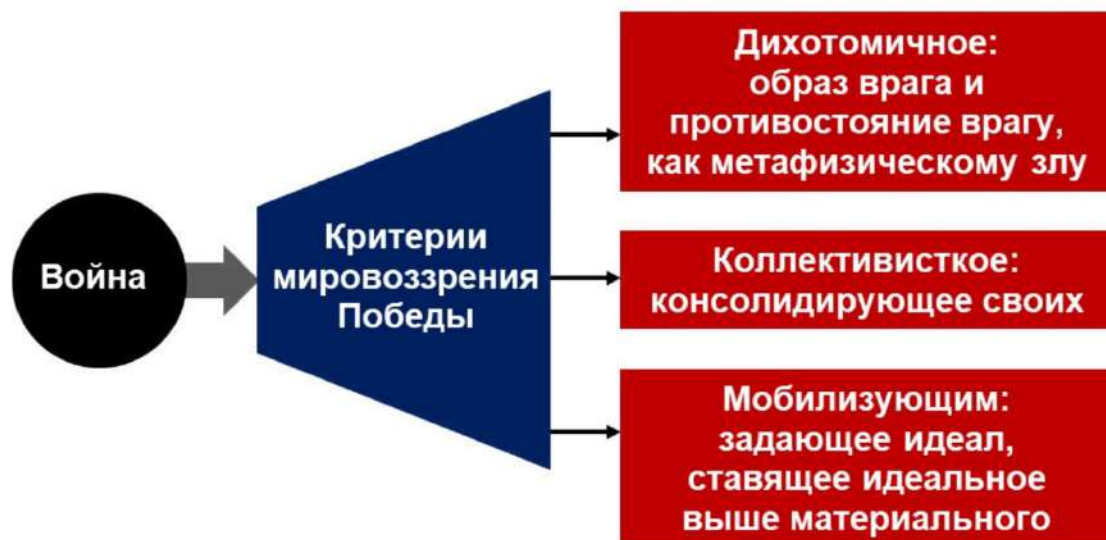 Война
Критерии
мировоззрения
Победы
Дихотомичное:
образ врага и
противостояние врагу,
как метафизическому злу
Коллективисткое:
консолидирующее своих
Мобилизующим:
задающее идеал,
ставящее идеальное
выше материального